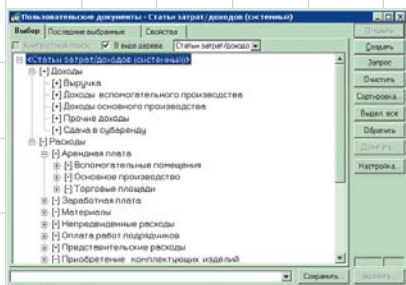 Пользовательские документы - Статьи затрат/доходов (системный)
Выбор Последние выбранные Свойства
Контекстный поиск В виде дерева Статьи затрат/доходо
<Статьи затрат/доходов (системный)>
[+] Доходы
[+] Выручка
[+] Доходы вспомогательного производства
[+] Доходы основного производства
[+] Прочие доходы
[+] Сдача в субаренду
[-] Расходы
[-] Арендная плата
[-] Вспомогательные помещения
[-] Основное производство
[-] Торговые площади
[-] Заработная плата
[-] Материалы
[-] Непредвиденные расходы
[-] Оплата работ подрядчиков
[-] Представительские расходы
[-] Приобретение комплектующих изделий
Открыть
Создать
Запрос
Очистить
Сортировка...
Выдел. все
Обратить
Настройка...
Сохранить...
Удалить...